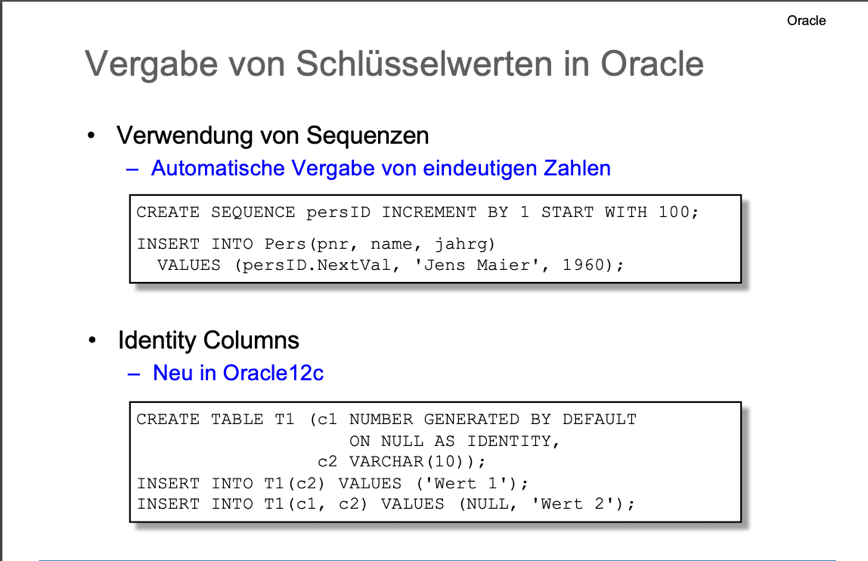 Oracle
Vergabe von Schlüsselwerten in Oracle
• Verwendung von Sequenzen
– Automatische Vergabe von eindeutigen Zahlen
CREATE SEQUENCE persID INCREMENT BY 1 START WITH 100;
INSERT INTO Pers(pnr, name, jahrg)
VALUES (persID.NextVal, 'Jens Maier', 1960);
• Identity Columns
– Neu in Oracle12c
CREATE TABLE T1 (c1 NUMBER GENERATED BY DEFAULT
ON NULL AS IDENTITY,
c2 VARCHAR(10));
INSERT INTO T1(c2) VALUES ('Wert 1');
INSERT INTO T1(c1, c2) VALUES (NULL, 'Wert 2');